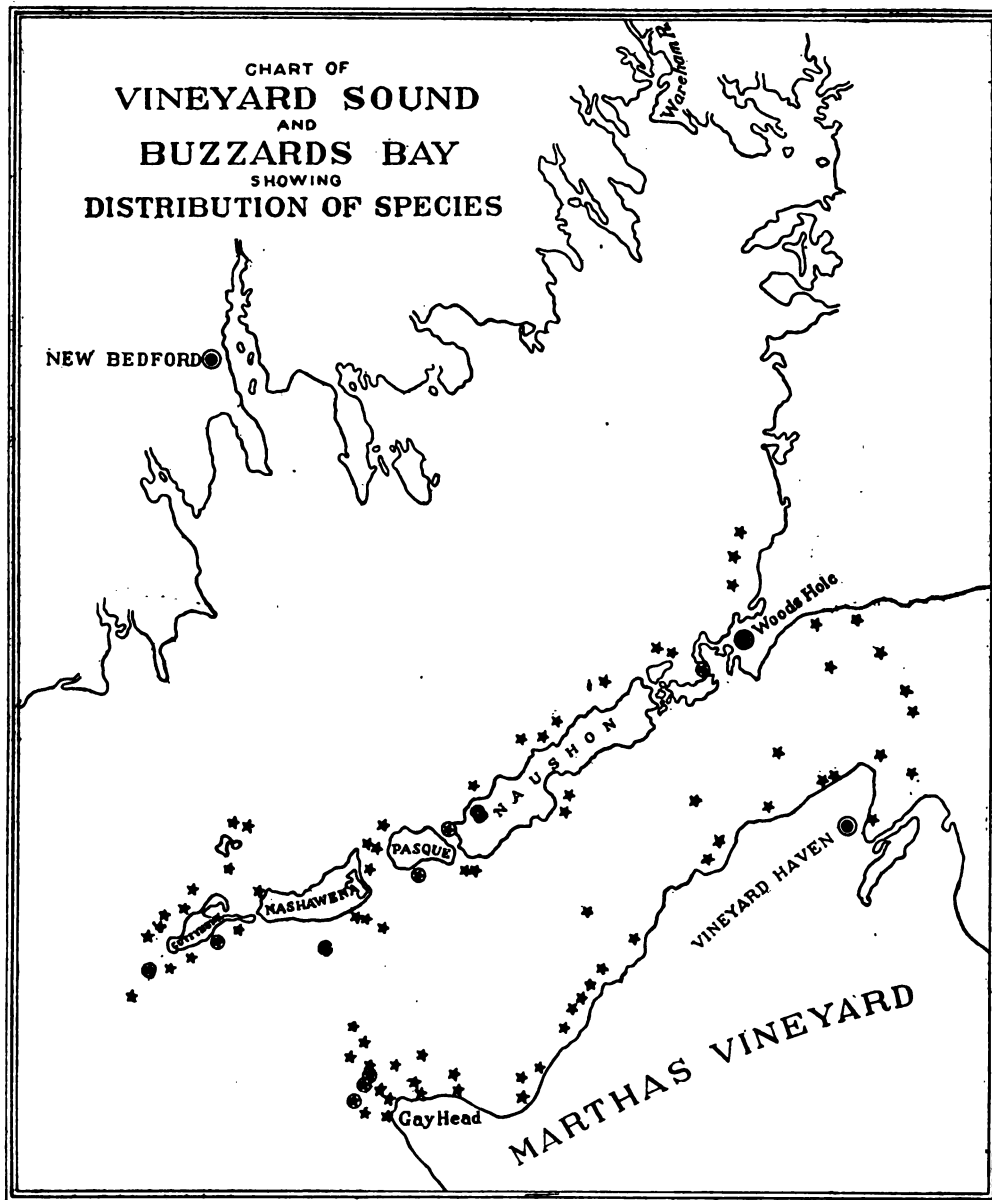 CHART OF
VINEYARD SOUND
AND
BUZZARDS BAY
SHOWING
DISTRIBUTION OF SPECIES
Wareham R.
NEW BEDFORD
Woods Hole
NAUSHON
PASQUE
NASHAWENA
VINEYARD HAVEN
MARTHAS VINEYARD
Gay Head